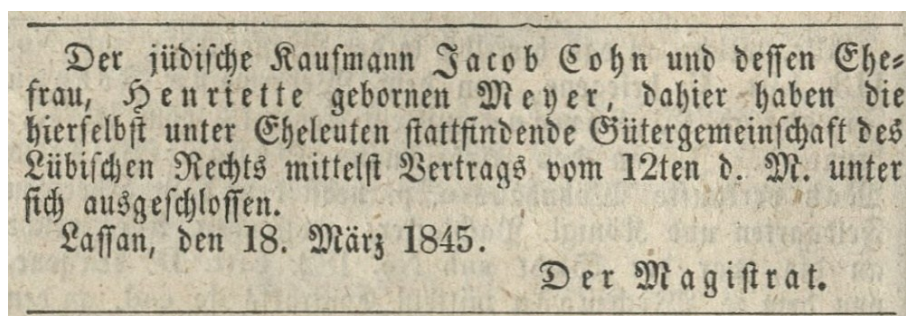 Der jüdische Kaufmann Jacob Cohn und dessen Ehe-
frau, Henriette gebornen Meyer, dahier haben die
hierselbst unter Eheleuten stattfindende Gütergemeinschaft des
Lübischen Rechts mittelst Vertrags vom 12ten d. M. unter
sich ausgeschlossen.
Lassan, den 18. März 1845.
Der Magistrat.